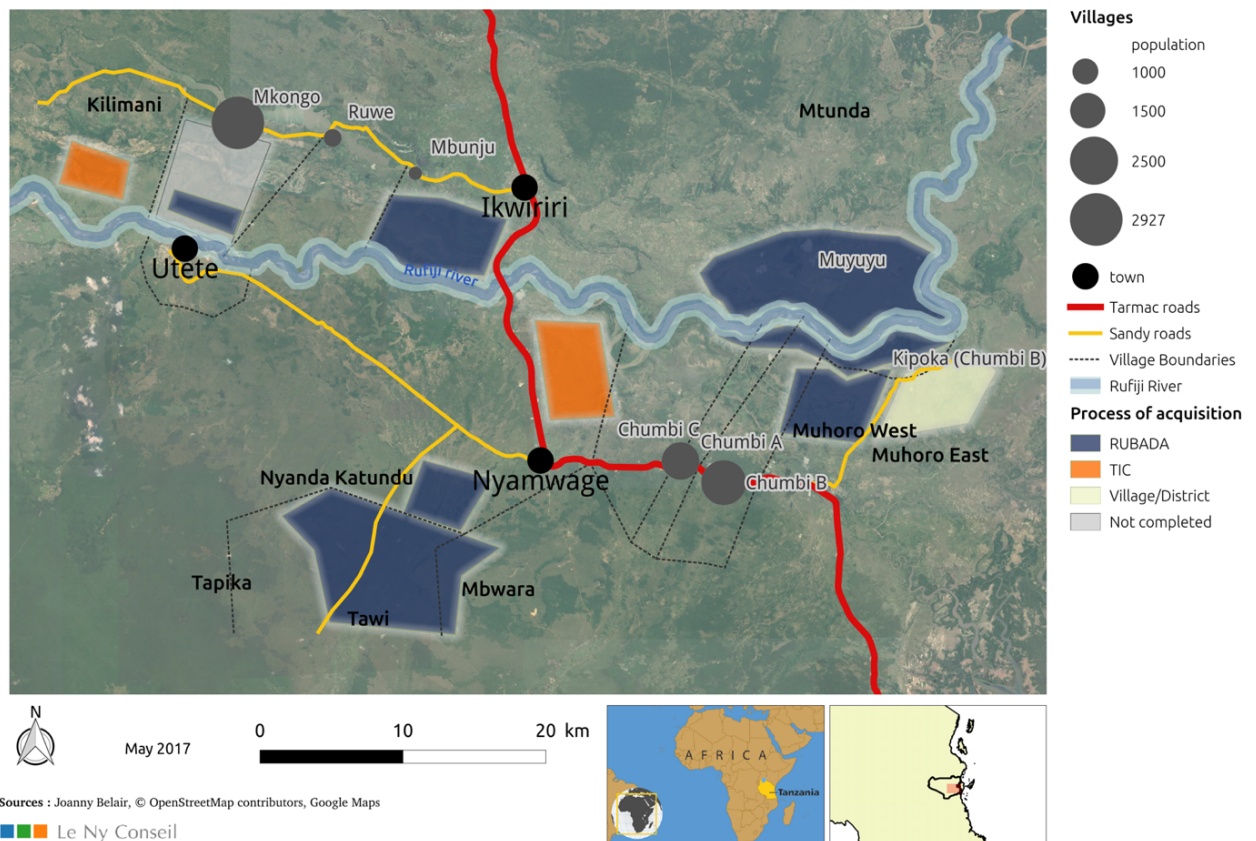 Kilimani
Mkongo
Ruwe
Mbunju
Mtunda
Ikwiriri
Utete
Rufiji river
Muyuyu
Kipoka (Chumbi B)
Chumbi C
Chumbi A
Muhoro West
Muhoro East
Chumbi B
Nyanda Katundu
Nyamwage
Tapika
Mbwara
Tawi
Villages
population
1000
1500
2500
2927
town
Tarmac roads
Sandy roads
Village Boundaries
Rufiji River
Process of acquisition
RUBADA
TIC
Village/District
Not completed
N
May 2017
0 10 20 km
AFRICA
Tanzania
Sources : Joanny Belair, © OpenStreetMap contributors, Google Maps
Le Ny Conseil